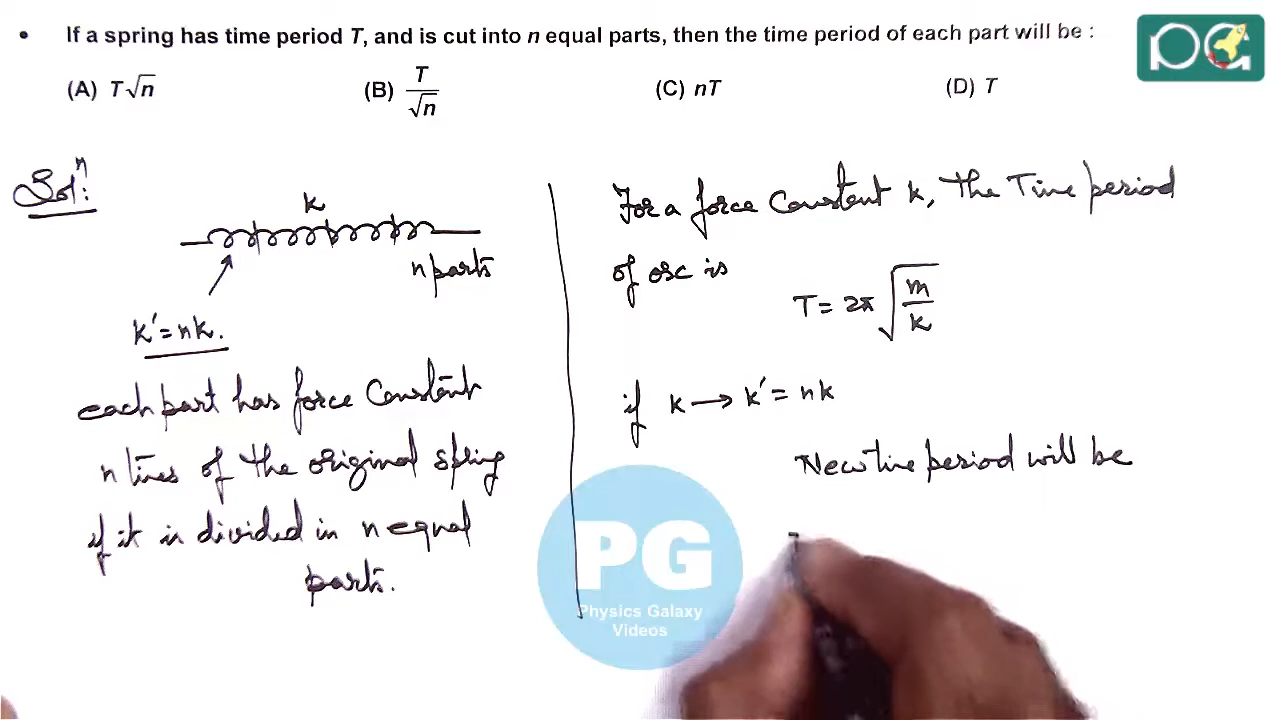 • If a spring has time period T, and is cut into n equal parts, then the time period of each part will be :
(A) T√n (B) T/√n (C) nT (D) T
PG
Solⁿ:
k
n parts
k' = nk.
each part has force Constant
n times of the original spring
if it is divided in n equal
parts.
For a force Constant k, the Time period
of osc is
T = 2π √(m/k)
if k → k' = nk
New time period will be
PG
Physics Galaxy
Videos